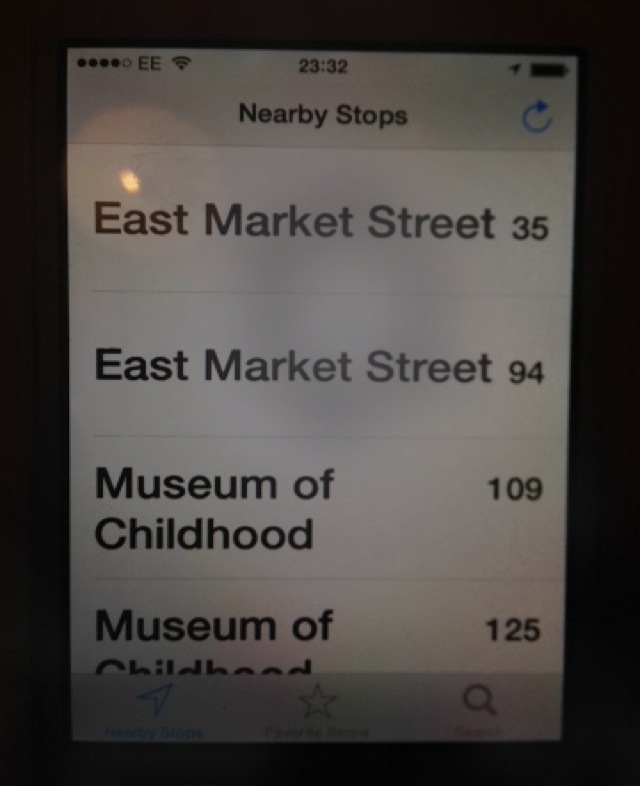 EE 23:32
Nearby Stops
East Market Street 35
East Market Street 94
Museum of 109
Childhood
Museum of 125
Childhood
Nearby Stops Favorite Stops Search